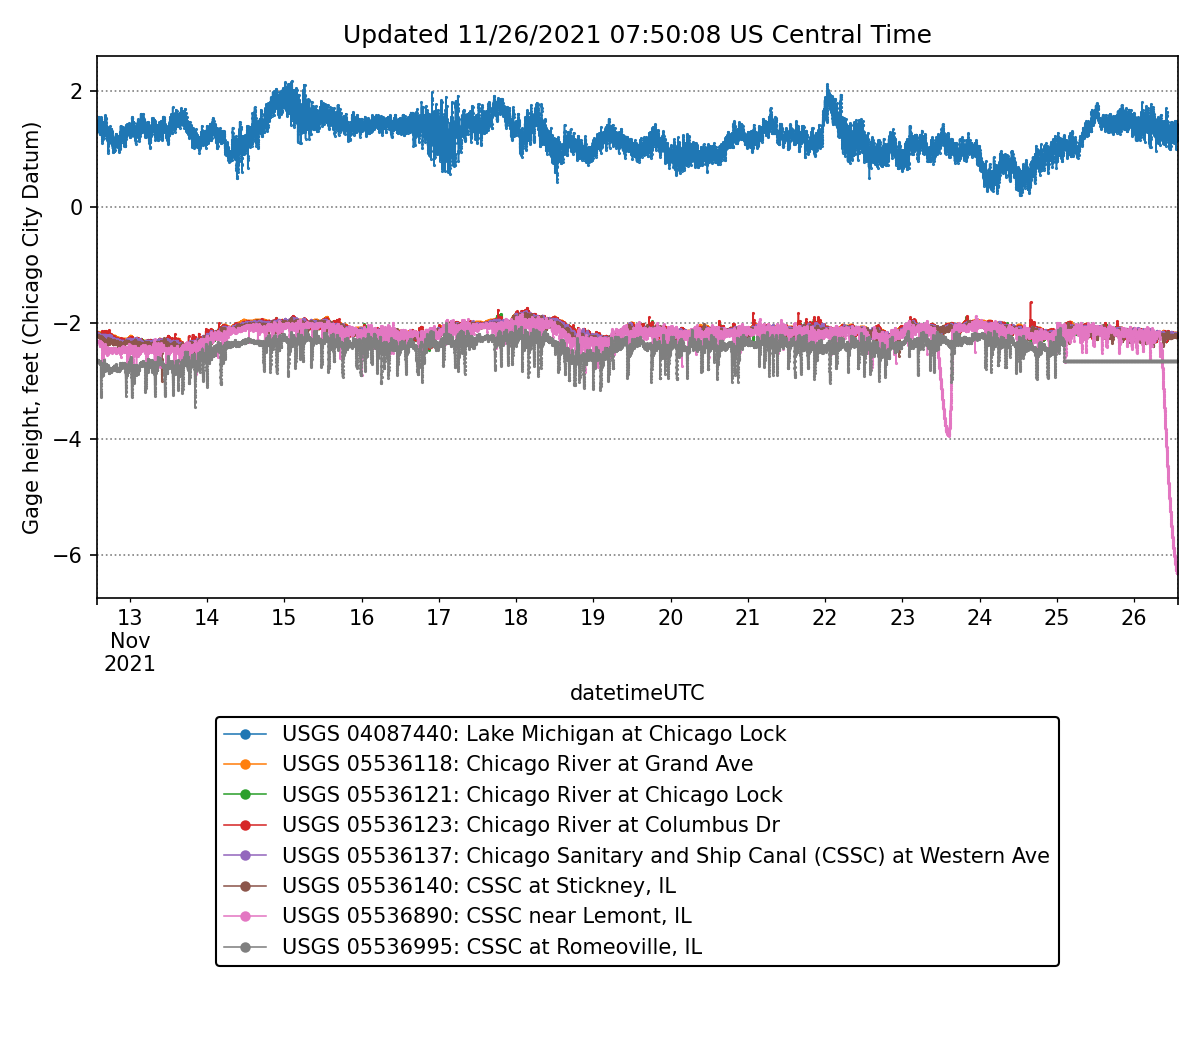 Updated 11/26/2021 07:50:08 US Central Time
Gage height, feet (Chicago City Datum)
2
0
−2
−4
−6
13 14 15 16 17 18 19 20 21 22 23 24 25 26
Nov
2021
datetimeUTC
USGS 04087440: Lake Michigan at Chicago Lock
USGS 05536118: Chicago River at Grand Ave
USGS 05536121: Chicago River at Chicago Lock
USGS 05536123: Chicago River at Columbus Dr
USGS 05536137: Chicago Sanitary and Ship Canal (CSSC) at Western Ave
USGS 05536140: CSSC at Stickney, IL
USGS 05536890: CSSC near Lemont, IL
USGS 05536995: CSSC at Romeoville, IL